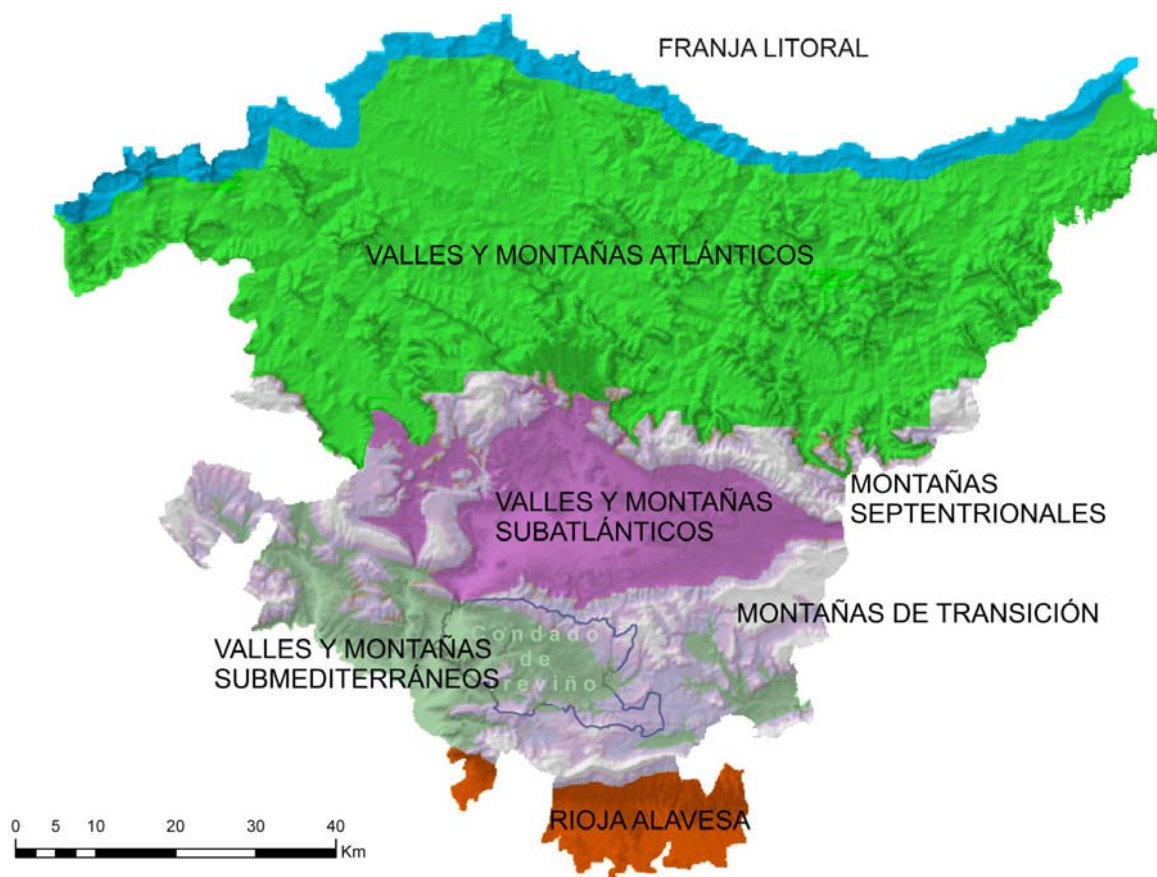 FRANJA LITORAL
VALLES Y MONTAÑAS ATLÁNTICOS
MONTAÑAS
SEPTENTRIONALES
VALLES Y MONTAÑAS
SUBATLÁNTICOS
MONTAÑAS DE TRANSICIÓN
VALLES Y MONTAÑAS
SUBMEDITERRÁNEOS
Condado
de
Treviño
RIOJA ALAVESA
0 5 10 20 30 40
Km